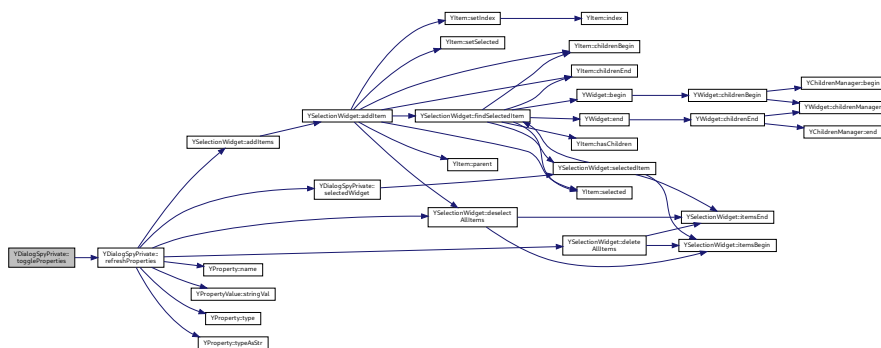 YItem::setIndex
YItem::index
YItem::setSelected
YItem::childrenBegin
YItem::childrenEnd
YChildrenManager::begin
YWidget::begin
YWidget::childrenBegin
YWidget::childrenManager
YSelectionWidget::addItem
YSelectionWidget::findSelectedItem
YWidget::end
YWidget::childrenEnd
YChildrenManager::end
YSelectionWidget::addItems
YItem::hasChildren
YItem::parent
YSelectionWidget::selectedItem
YDialogSpyPrivate::
selectedWidget
YItem::selected
YSelectionWidget::deselect
AllItems
YSelectionWidget::itemsEnd
YSelectionWidget::delete
AllItems
YSelectionWidget::itemsBegin
YDialogSpyPrivate::
toggleProperties
YDialogSpyPrivate::
refreshProperties
YProperty::name
YPropertyValue::stringVal
YProperty::type
YProperty::typeAsStr